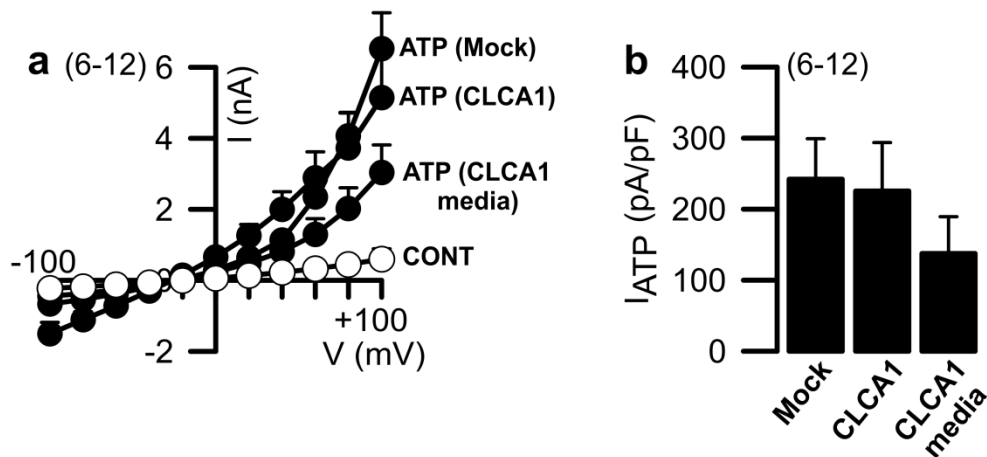 a (6-12)
6
I (nA)
4
2
-2
-100
+100
V (mV)
ATP (Mock)
ATP (CLCA1)
ATP (CLCA1
media)
CONT
b (6-12)
400
300
200
100
0
IATP (pA/pF)
Mock
CLCA1
CLCA1
media